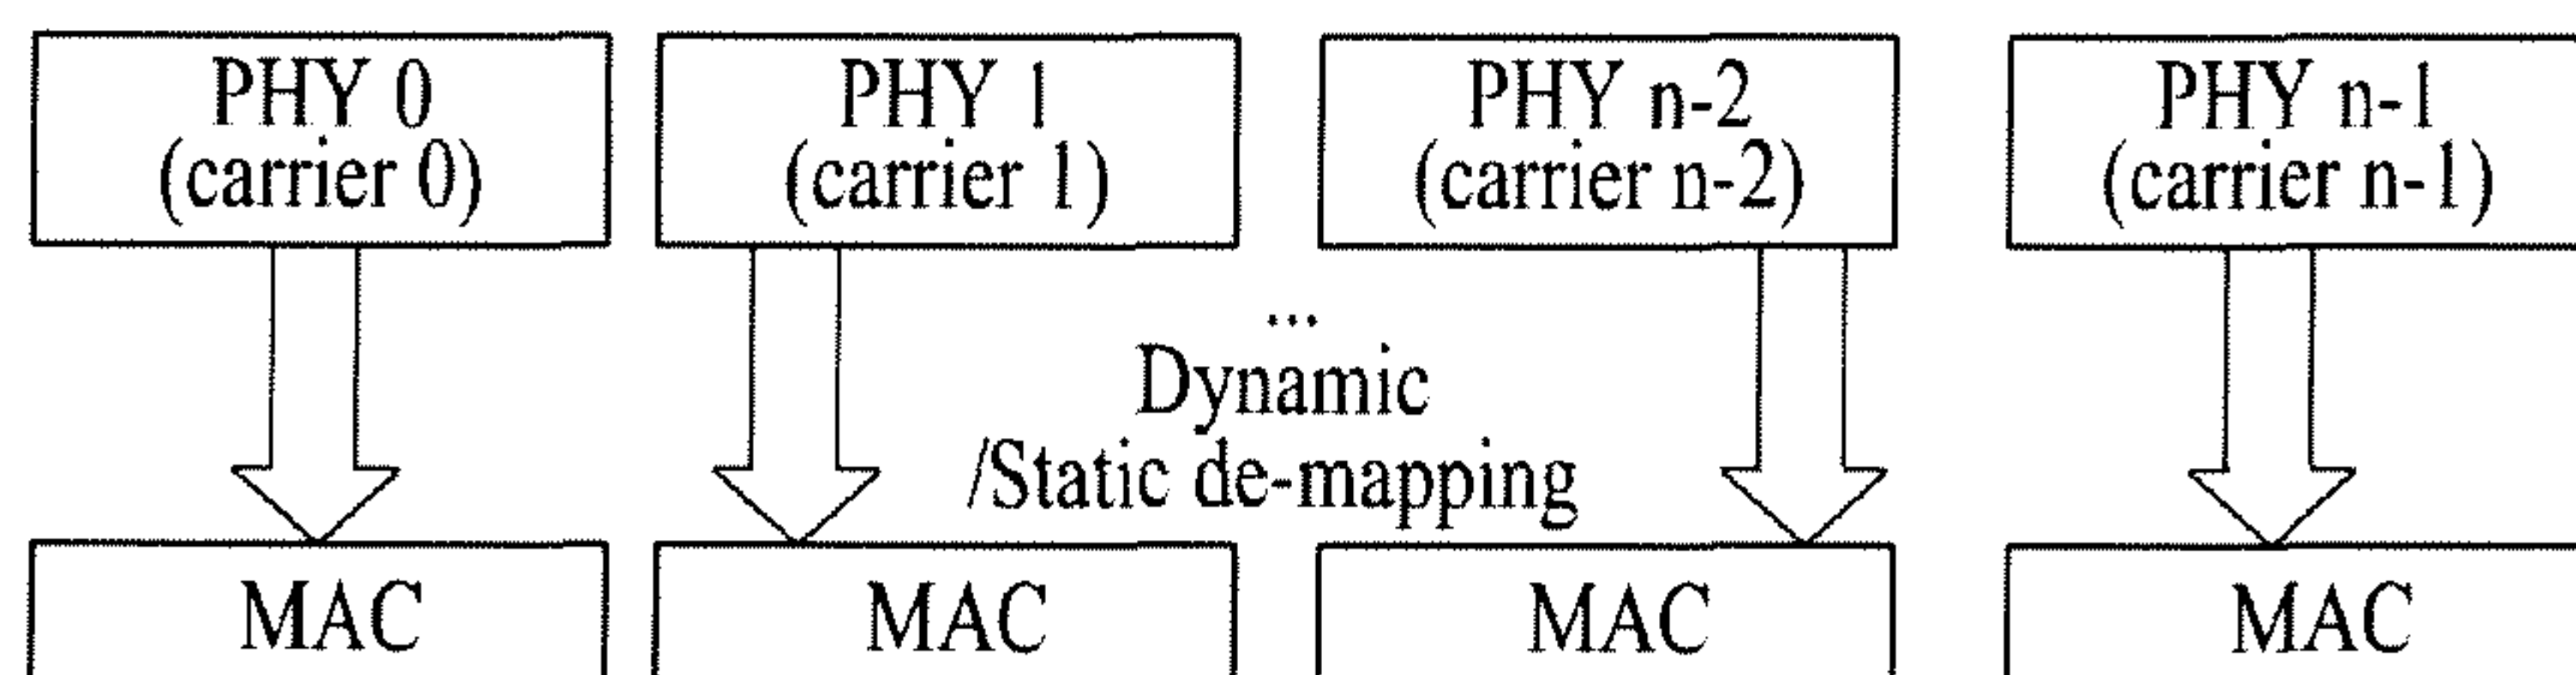 PHY 0
(carrier 0)
PHY 1
(carrier 1)
PHY n-2
(carrier n-2)
PHY n-1
(carrier n-1)
...
Dynamic
/Static de-mapping
MAC
MAC
MAC
MAC